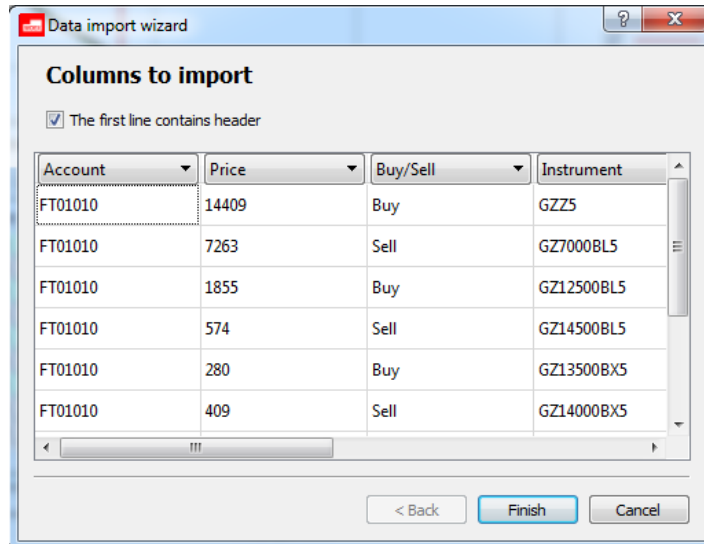 Data import wizard
Columns to import
The first line contains header
Account Price Buy/Sell Instrument
FT01010 14409 Buy GZZ5
FT01010 7263 Sell GZ7000BL5
FT01010 1855 Buy GZ12500BL5
FT01010 574 Sell GZ14500BL5
FT01010 280 Buy GZ13500BX5
FT01010 409 Sell GZ14000BX5
< Back Finish Cancel